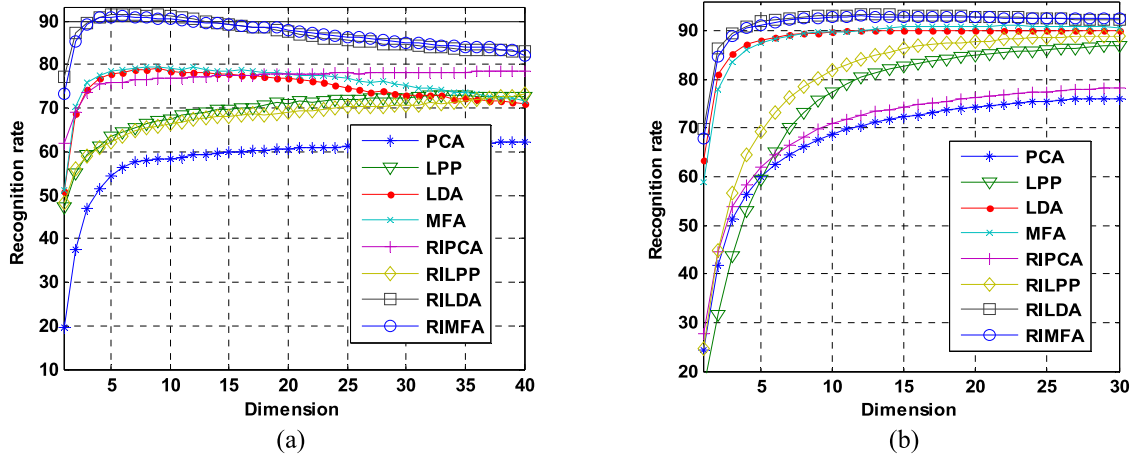 90
80
70
60
50
40
30
20
10
Recognition rate
5 10 15 20 25 30 35 40
Dimension
PCA
LPP
LDA
MFA
RIPCA
RILPP
RILDA
RIMFA
(a)
90
80
70
60
50
40
30
20
Recognition rate
5 10 15 20 25 30
Dimension
PCA
LPP
LDA
MFA
RIPCA
RILPP
RILDA
RIMFA
(b)